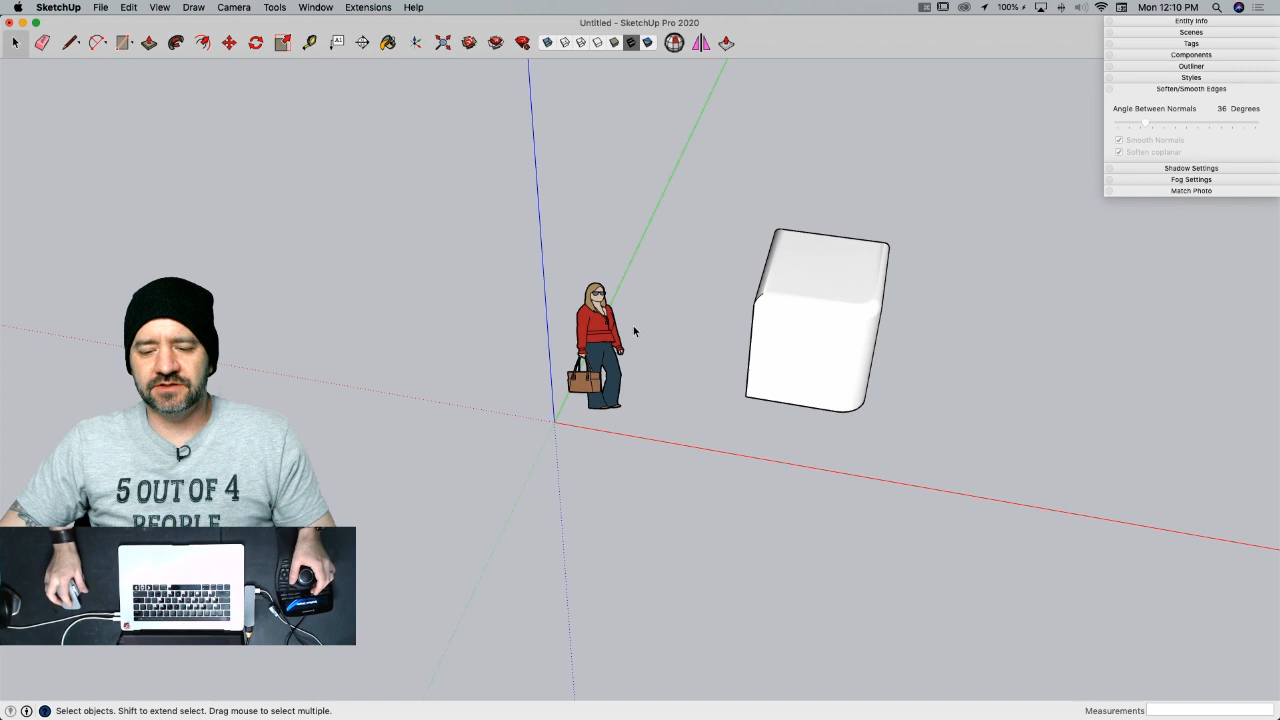 SketchUp File Edit View Camera Draw Tools Window Extensions Help 100% Mon 12:10 PM
Untitled - SketchUp Pro 2020
Entity Info
Scenes
Tags
Components
Outliner
Styles
Soften/Smooth Edges
Angle Between Normals 36 Degrees
Smooth Normals
Soften coplanar
Shadow Settings
Fog Settings
Match Photo
5 OUT OF 4
PEOPLE
Select objects. Shift to extend select. Drag mouse to select multiple.
Measurements